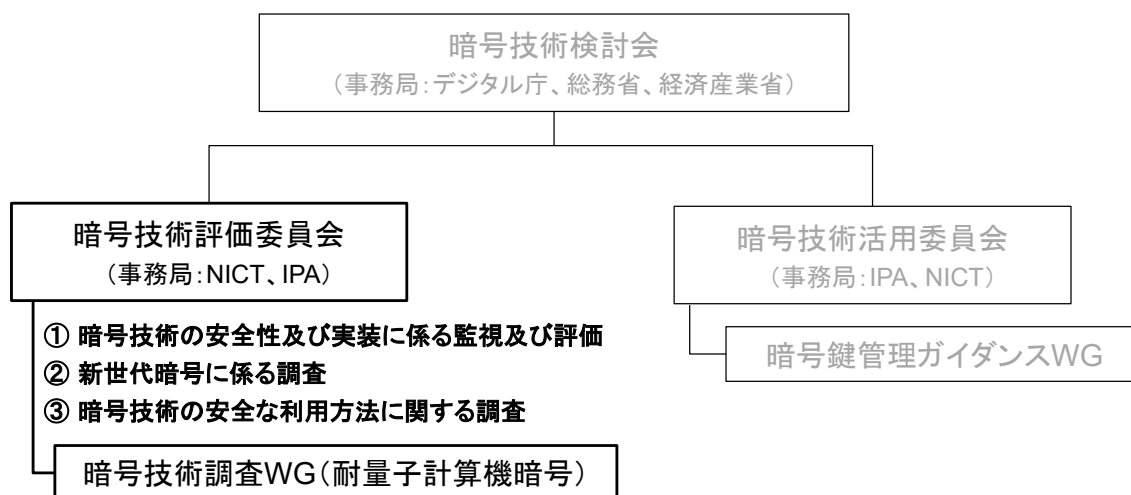 暗号技術検討会
（事務局：デジタル庁、総務省、経済産業省）
暗号技術評価委員会
（事務局：NICT、IPA）
① 暗号技術の安全性及び実装に係る監視及び評価
② 新世代暗号に係る調査
③ 暗号技術の安全な利用方法に関する調査
暗号技術調査WG（耐量子計算機暗号）
暗号技術活用委員会
（事務局：IPA、NICT）
暗号鍵管理ガイダンスWG